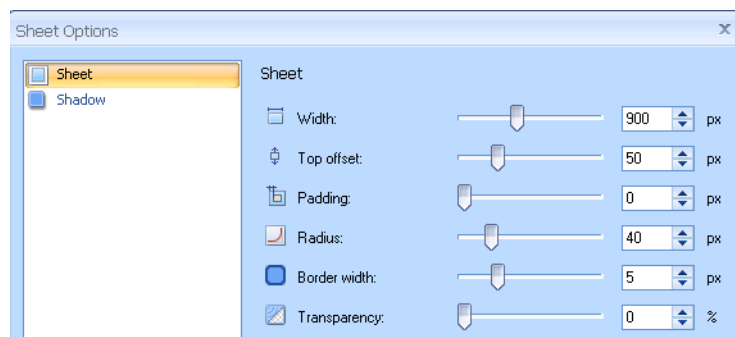 Sheet Options x
Sheet
Shadow
Sheet
Width: 900 px
Top offset: 50 px
Padding: 0 px
Radius: 40 px
Border width: 5 px
Transparency: 0 %